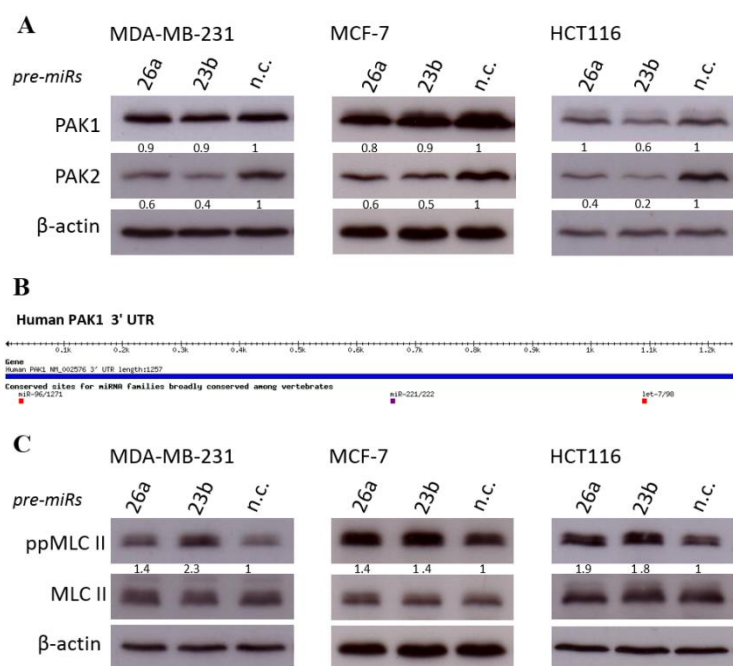 A
MDA-MB-231 MCF-7 HCT116
pre-miRs 26a 23b n.c. 26a 23b n.c. 26a 23b n.c.
PAK1
0.9 0.9 1 0.8 0.9 1 1 0.6 1
PAK2
0.6 0.4 1 0.6 0.5 1 0.4 0.2 1
β-actin
B
Human PAK1 3' UTR
0.1k 0.2k 0.3k 0.4k 0.5k 0.6k 0.7k 0.8k 0.9k 1k 1.1k 1.2k
Gene
Human PAK1 NM_002576 3' UTR length:1257
Conserved sites for miRNA families broadly conserved among vertebrates
miR-96/1271 miR-221/222 let-7/98
C
MDA-MB-231 MCF-7 HCT116
pre-miRs 26a 23b n.c. 26a 23b n.c. 26a 23b n.c.
ppMLC II
1.4 2.3 1 1.4 1.4 1 1.9 1.8 1
MLC II
β-actin